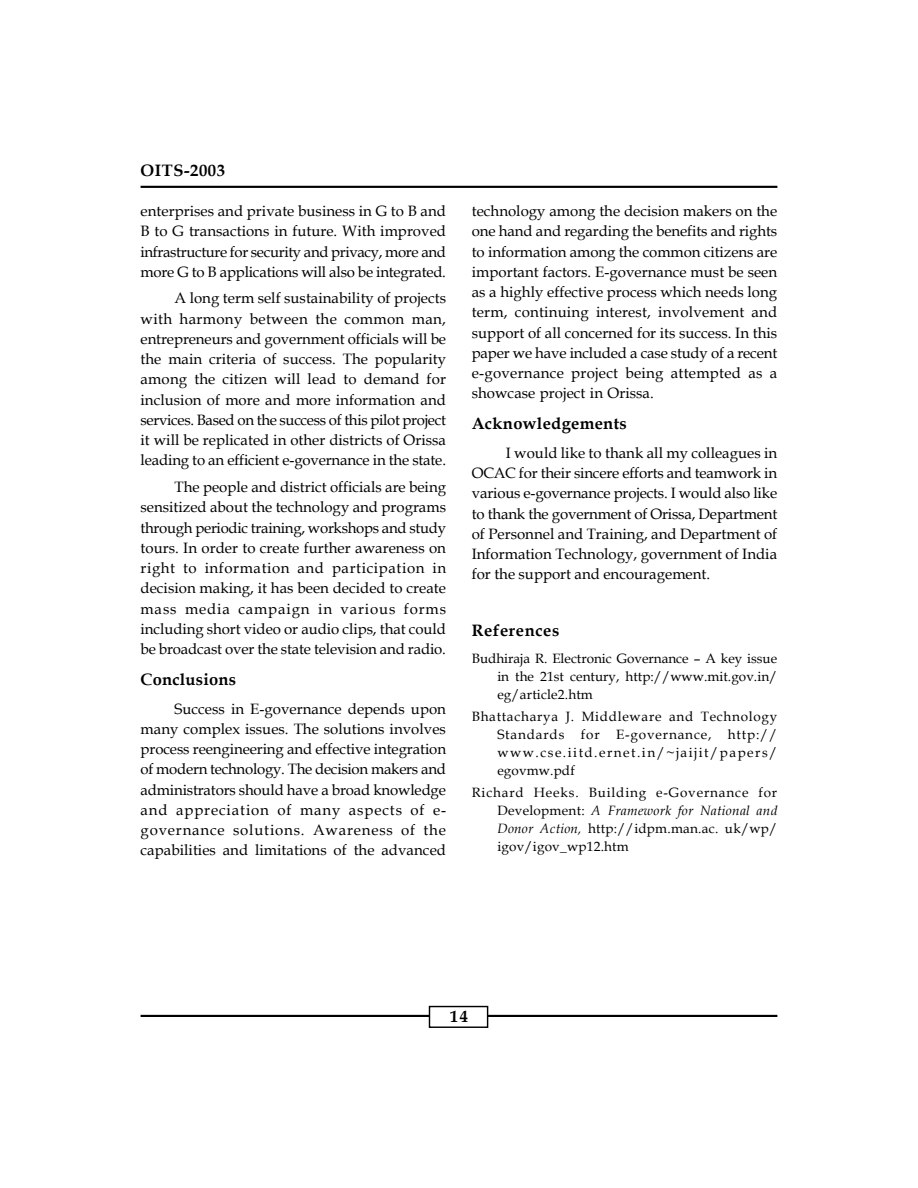 OITS-2003
enterprises and private business in G to B and
B to G transactions in future. With improved
infrastructure for security and privacy, more and
more G to B applications will also be integrated.
A long term self sustainability of projects
with harmony between the common man,
entrepreneurs and government officials will be
the main criteria of success. The popularity
among the citizen will lead to demand for
inclusion of more and more information and
services. Based on the success of this pilot project
it will be replicated in other districts of Orissa
leading to an efficient e-governance in the state.
The people and district officials are being
sensitized about the technology and programs
through periodic training, workshops and study
tours. In order to create further awareness on
right to information and participation in
decision making, it has been decided to create
mass media campaign in various forms
including short video or audio clips, that could
be broadcast over the state television and radio.
Conclusions
Success in E-governance depends upon
many complex issues. The solutions involves
process reengineering and effective integration
of modern technology. The decision makers and
administrators should have a broad knowledge
and appreciation of many aspects of e-
governance solutions. Awareness of the
capabilities and limitations of the advanced
technology among the decision makers on the
one hand and regarding the benefits and rights
to information among the common citizens are
important factors. E-governance must be seen
as a highly effective process which needs long
term, continuing interest, involvement and
support of all concerned for its success. In this
paper we have included a case study of a recent
e-governance project being attempted as a
showcase project in Orissa.
Acknowledgements
I would like to thank all my colleagues in
OCAC for their sincere efforts and teamwork in
various e-governance projects. I would also like
to thank the government of Orissa, Department
of Personnel and Training, and Department of
Information Technology, government of India
for the support and encouragement.
References
Budhiraja R. Electronic Governance – A key issue
in the 21st century, http://www.mit.gov.in/
eg/article2.htm
Bhattacharya J. Middleware and Technology
Standards for E-governance, http://
www.cse.iitd.ernet.in/~jaijit/papers/
egovmw.pdf
Richard Heeks. Building e-Governance for
Development: A Framework for National and
Donor Action, http://idpm.man.ac. uk/wp/
igov/igov_wp12.htm
14